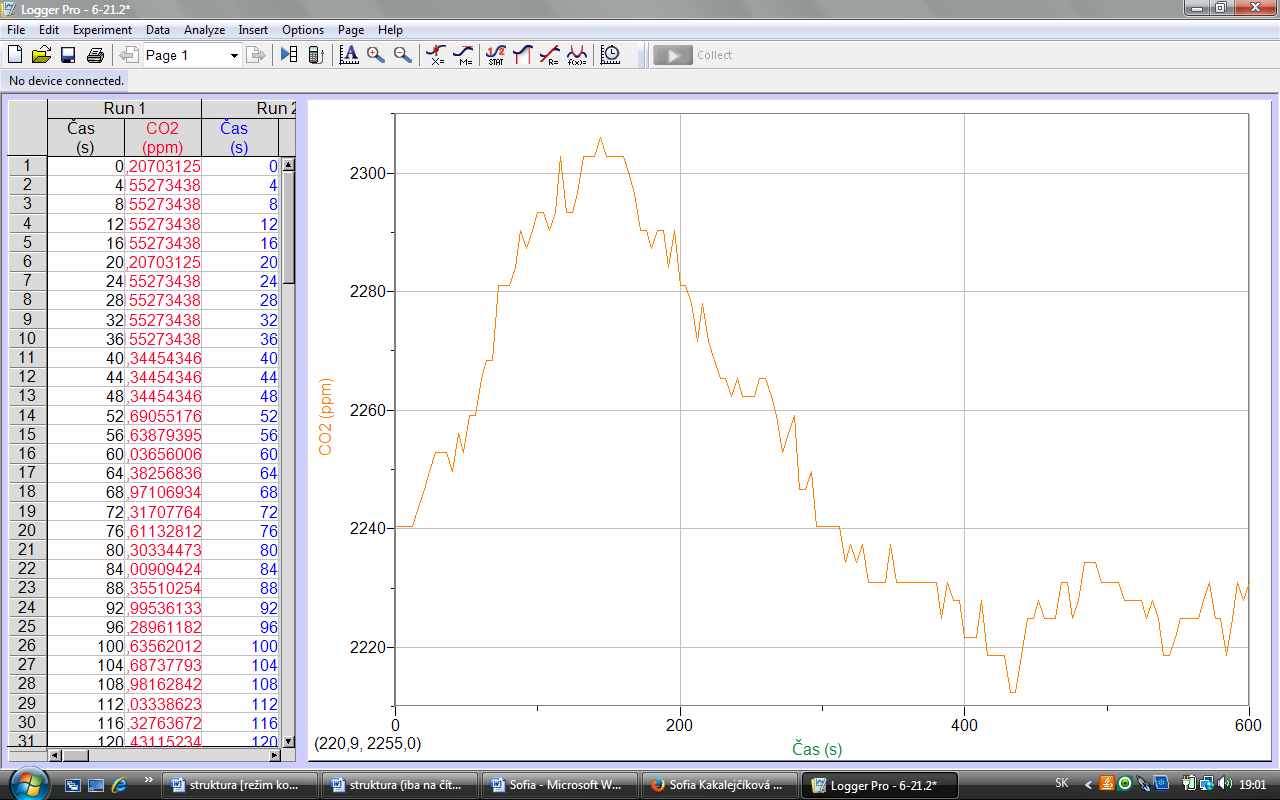 Logger Pro - 6-21.2*
File Edit Experiment Data Analyze Insert Options Page Help
Page 1 X= M= STAT R= f(x)= Collect
No device connected.
Run 1 Run 2
Čas CO2 Čas
(s) (ppm) (s)
1 0 ,20703125 0
2 4 55273438 4
3 8 55273438 8
4 12 55273438 12
5 16 55273438 16
6 20 ,20703125 20
7 24 55273438 24
8 28 55273438 28
9 32 55273438 32
10 36 55273438 36
11 40 ,34454346 40
12 44 ,34454346 44
13 48 ,34454346 48
14 52 ,69055176 52
15 56 ,63879395 56
16 60 ,03656006 60
17 64 ,38256836 64
18 68 ,97106934 68
19 72 ,31707764 72
20 76 ,61132812 76
21 80 ,30334473 80
22 84 ,00909424 84
23 88 ,35510254 88
24 92 ,99536133 92
25 96 ,28961182 96
26 100 ,63562012 100
27 104 ,68737793 104
28 108 ,98162842 108
29 112 ,03338623 112
30 116 ,32763672 116
31 120 ,43115234 120
CO2 (ppm)
2300
2280
2260
2240
2220
0 200 400 600
(220,9, 2255,0)
Čas (s)
struktura [režim ko... struktura (iba na čít... Sofia - Microsoft W... Sofia Kakalejčíková ... Logger Pro - 6-21.2* SK 19:01